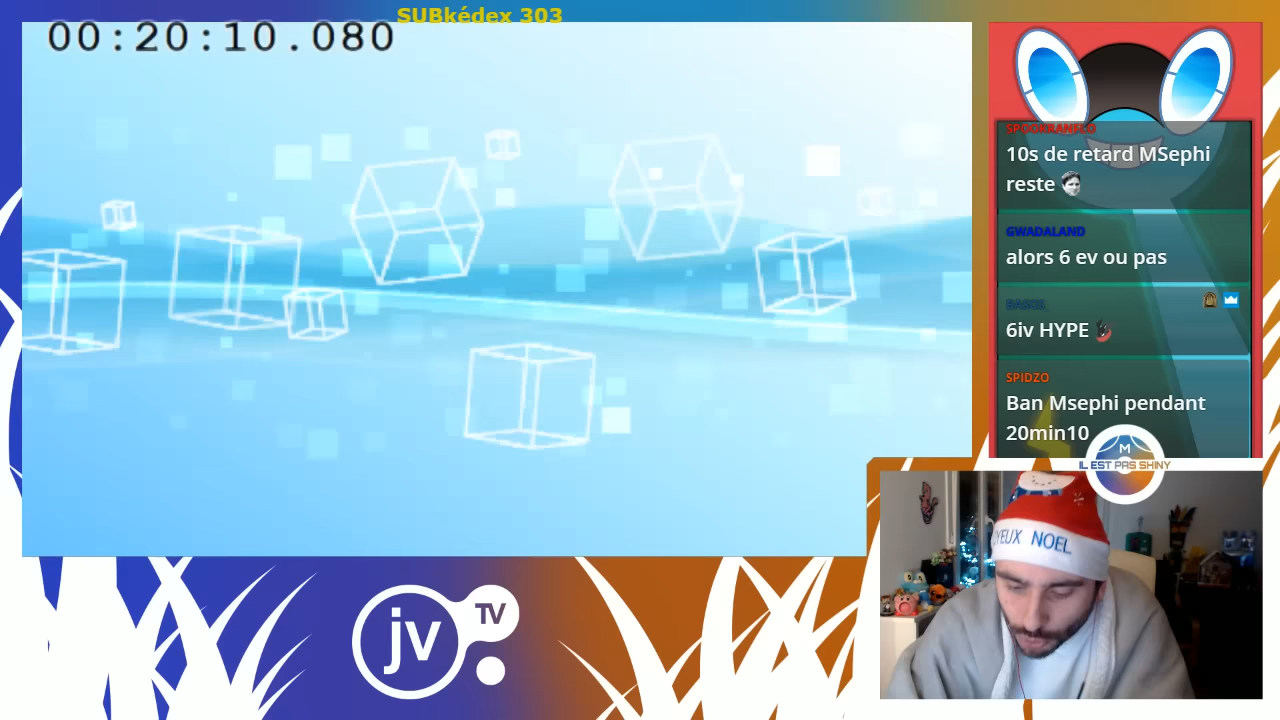 SUBkédex 303
00:20:10.080
SPOORRANSLO
10s de retard MSephi
reste
GWADALAND
alors 6 ev ou pas
6iv HYPE
SPIDZO
Ban Msephi pendant
20min10
M
IL EST PAS SHINY
YEUX NOEL
jv TV